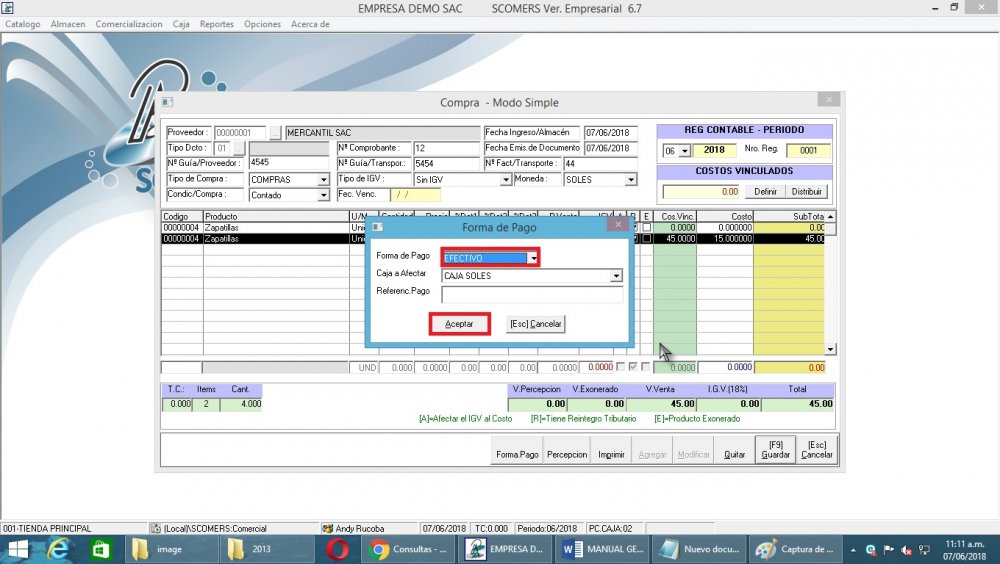 EMPRESA DEMO SAC SCOMERS Ver. Empresarial 6.7
Catalogo Almacen Comercializacion Caja Reportes Opciones Acerca de
Compra - Modo Simple
Proveedor : 00000001 ... MERCANTIL SAC Fecha Ingreso/Almacén 07/06/2018
Tipo Dcto : 01 ... Nº Comprobante : 12 Fecha Emis.de Documento 07/06/2018
Nº Guía/Proveedor : 4545 Nº Guía/Transpor.: 5454 Nº Fact/Transporte : 44
Tipo de Compra : COMPRAS Tipo de IGV : Sin IGV Moneda : SOLES
Condic/Compra : Contado Fec. Venc. / /
REG CONTABLE - PERIODO
06 2018 Nro. Reg. 0001
COSTOS VINCULADOS
0.00 Definir Distribuir
Codigo Producto U/M Cantidad Precio %Dct1 %Dct2 %Dct3 P.Venta IGV A R E Cos.Vinc. Costo SubTota
00000004 Zapatillas Uni 0.0000 0.000000 0.00
00000004 Zapatillas Uni 45.0000 15.000000 45.00
Forma de Pago
Forma de Pago EFECTIVO
Caja a Afectar CAJA SOLES
Referenc.Pago
Aceptar [Esc] Cancelar
UND 0.000 0.0000 0.00 0.00 0.00 0.0000 0.0000 0.0000 0.0000 0.00
T.C.: Items Cant. V.Percepcion V.Exonerado V.Venta I.G.V.(18%) Total
0.000 2 4.000 0.00 0.00 45.00 0.00 45.00
[A]=Afectar el IGV al Costo [R]=Tiene Reintegro Tributario [E]=Producto Exonerado
Forma.Pago Percepcion Imprimir Agregar Modificar Quitar [F9] Guardar [Esc] Cancelar
001-TIENDA PRINCIPAL (Local)\SCOMERS:Comercial Andy Rucoba 07/06/2018 TC:0.000 Periodo:06/2018 PC.CAJA:02
image 2013 Consultas - ... EMPRESA D... MANUAL GE... Nuevo docu... Captura de ...
11:11 a.m.
07/06/2018